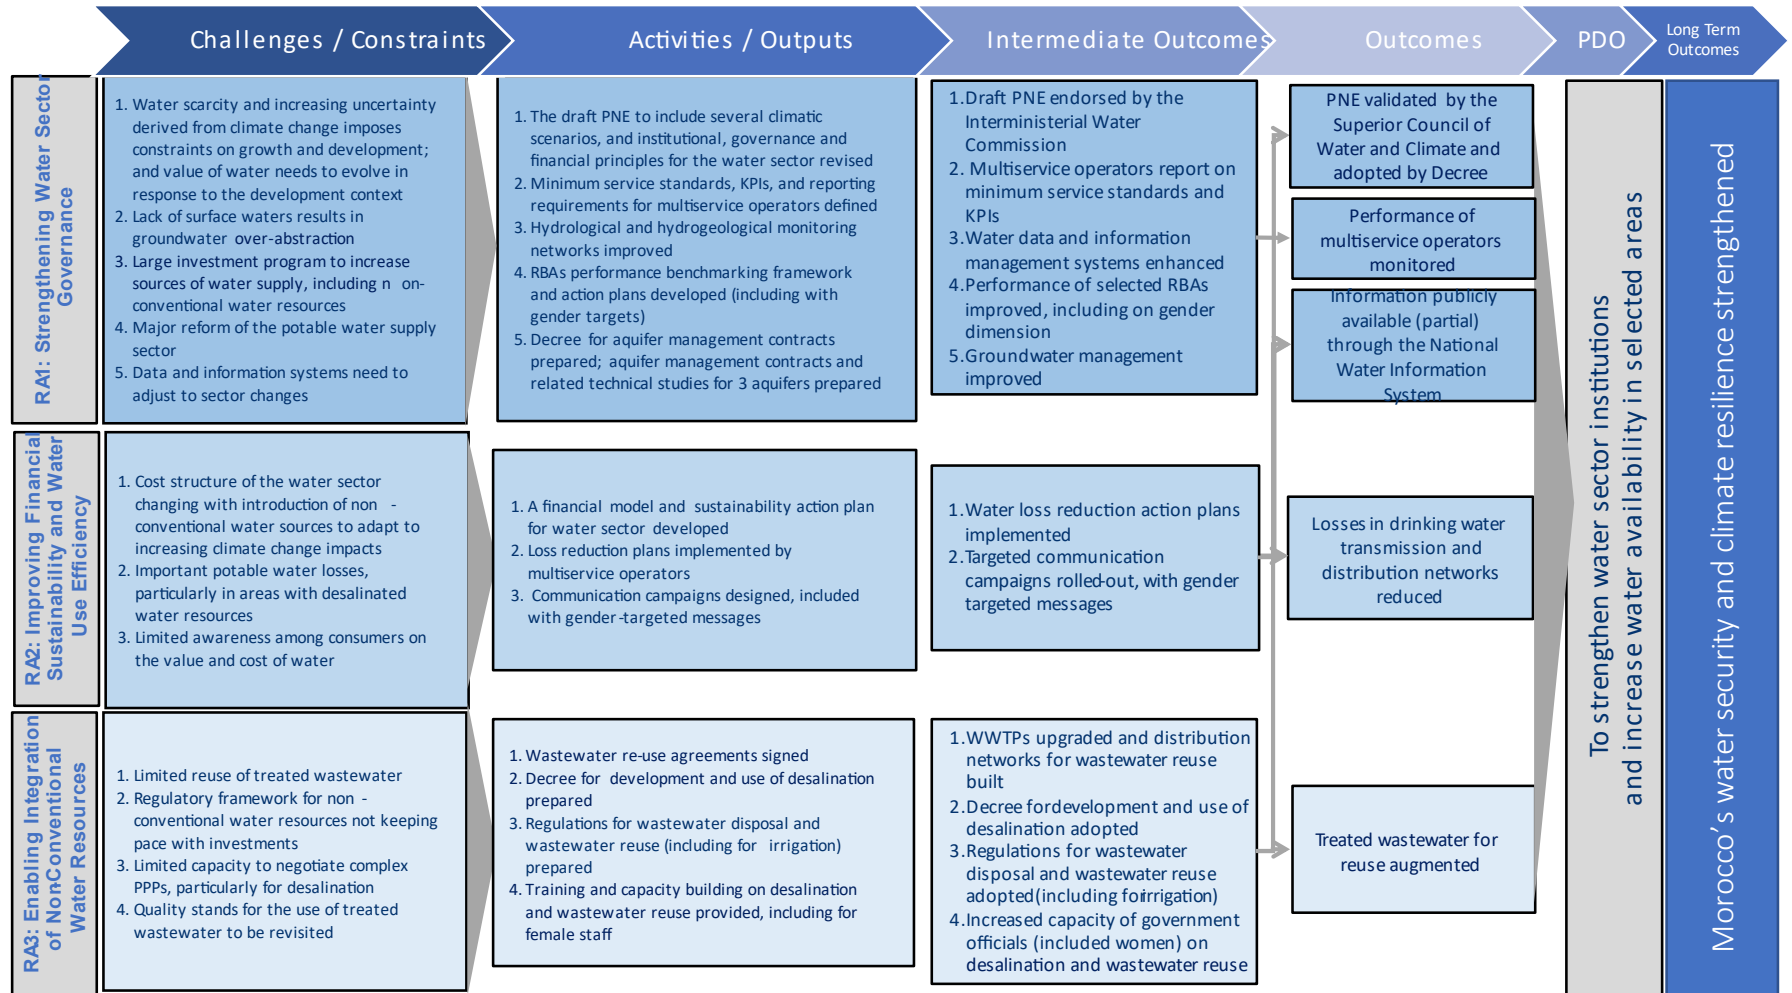 Challenges / Constraints
Activities / Outputs
Intermediate Outcomes
Outcomes
PDO
Long Term
Outcomes
RA1: Strengthening Water Sector
Governance
1. Water scarcity and increasing uncertainty
derived from climate change imposes
constraints on growth and development;
and value of water needs to evolve in
response to the development context
2. Lack of surface waters results in
groundwater over-abstraction
3. Large investment program to increase
sources of water supply, including n on-
conventional water resources
4. Major reform of the potable water supply
sector
5. Data and information systems need to
adjust to sector changes
1. The draft PNE to include several climatic
scenarios, and institutional, governance and
financial principles for the water sector revised
2. Minimum service standards, KPIs, and reporting
requirements for multiservice operators defined
3. Hydrological and hydrogeological monitoring
networks improved
4. RBAs performance benchmarking framework
and action plans developed (including with
gender targets)
5. Decree for aquifer management contracts
prepared; aquifer management contracts and
related technical studies for 3 aquifers prepared
1.Draft PNE endorsed by the
Interministerial Water
Commission
2. Multiservice operators report on
minimum service standards and
KPIs
3.Water data and information
management systems enhanced
4.Performance of selected RBAs
improved, including on gender
dimension
5.Groundwater management
improved
PNE validated by the
Superior Council of
Water and Climate and
adopted by Decree
Performance of
multiservice operators
monitored
Information publicly
available (partial)
through the National
Water Information
System
RA2: Improving Financial
Sustainability and Water
Use Efficiency
1. Cost structure of the water sector
changing with introduction of non -
conventional water sources to adapt to
increasing climate change impacts
2. Important potable water losses,
particularly in areas with desalinated
water resources
3. Limited awareness among consumers on
the value and cost of water
1. A financial model and sustainability action plan
for water sector developed
2. Loss reduction plans implemented by
multiservice operators
3. Communication campaigns designed, included
with gender-targeted messages
1.Water loss reduction action plans
implemented
2.Targeted communication
campaigns rolled-out, with gender
targeted messages
Losses in drinking water
transmission and
distribution networks
reduced
RA3: Enabling Integration
of NonConventional
Water Resources
1. Limited reuse of treated wastewater
2. Regulatory framework for non -
conventional water resources not keeping
pace with investments
3. Limited capacity to negotiate complex
PPPs, particularly for desalination
4. Quality stands for the use of treated
wastewater to be revisited
1. Wastewater re-use agreements signed
2. Decree for development and use of desalination
prepared
3. Regulations for wastewater disposal and
wastewater reuse (including for irrigation)
prepared
4. Training and capacity building on desalination
and wastewater reuse provided, including for
female staff
1.WWTPs upgraded and distribution
networks for wastewater reuse
built
2.Decree fordevelopment and use of
desalination adopted
3.Regulations for wastewater
disposal and wastewater reuse
adopted(including forirrigation)
4.Increased capacity of government
officials (included women) on
desalination and wastewater reuse
Treated wastewater for
reuse augmented
To strengthen water sector institutions
and increase water availability in selected areas
Morocco's water security and climate resilience strengthened